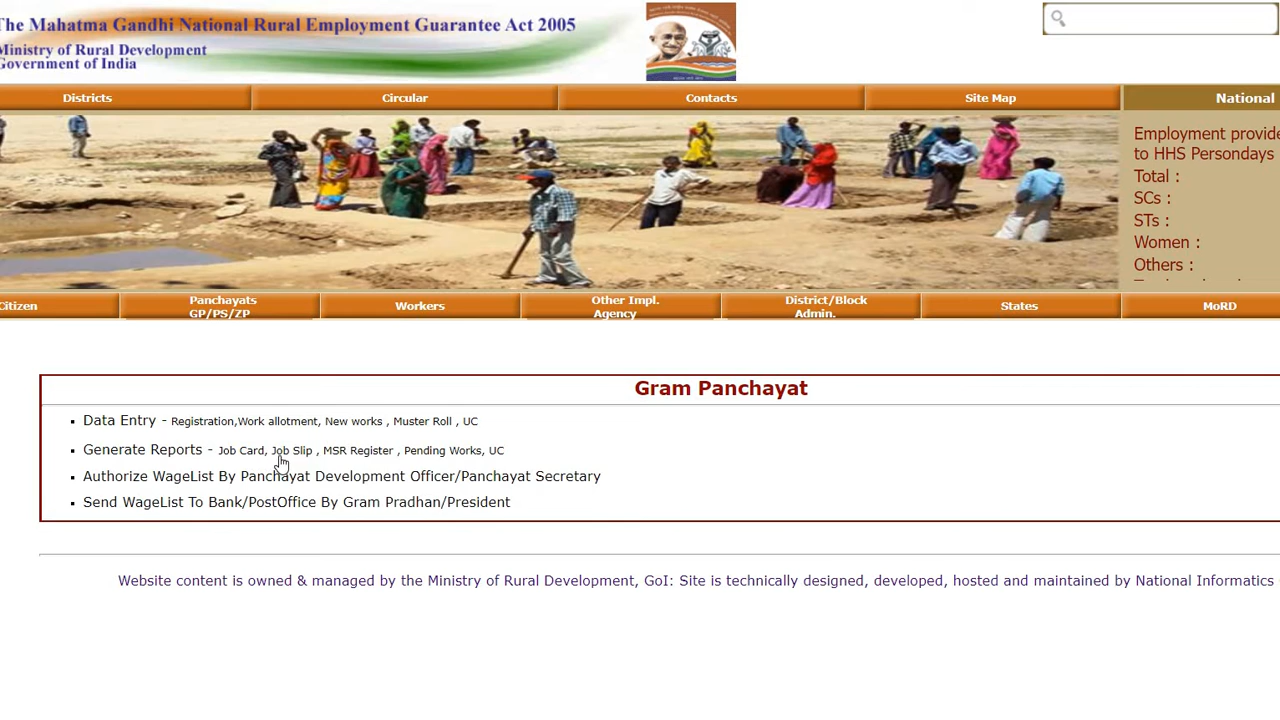 The Mahatma Gandhi National Rural Employment Guarantee Act 2005
Ministry of Rural Development
Government of India
Districts
Circular
Contacts
Site Map
National
Employment provide
to HHS Persondays
Total :
SCs :
STs :
Women :
Others :
Citizen
Panchayats
GP/PS/ZP
Workers
Other Impl.
Agency
District/Block
Admin.
States
MoRD
Gram Panchayat
Data Entry - Registration,Work allotment, New works , Muster Roll , UC
Generate Reports - Job Card, Job Slip , MSR Register , Pending Works, UC
Authorize WageList By Panchayat Development Officer/Panchayat Secretary
Send WageList To Bank/PostOffice By Gram Pradhan/President
Website content is owned & managed by the Ministry of Rural Development, GoI: Site is technically designed, developed, hosted and maintained by National Informatics